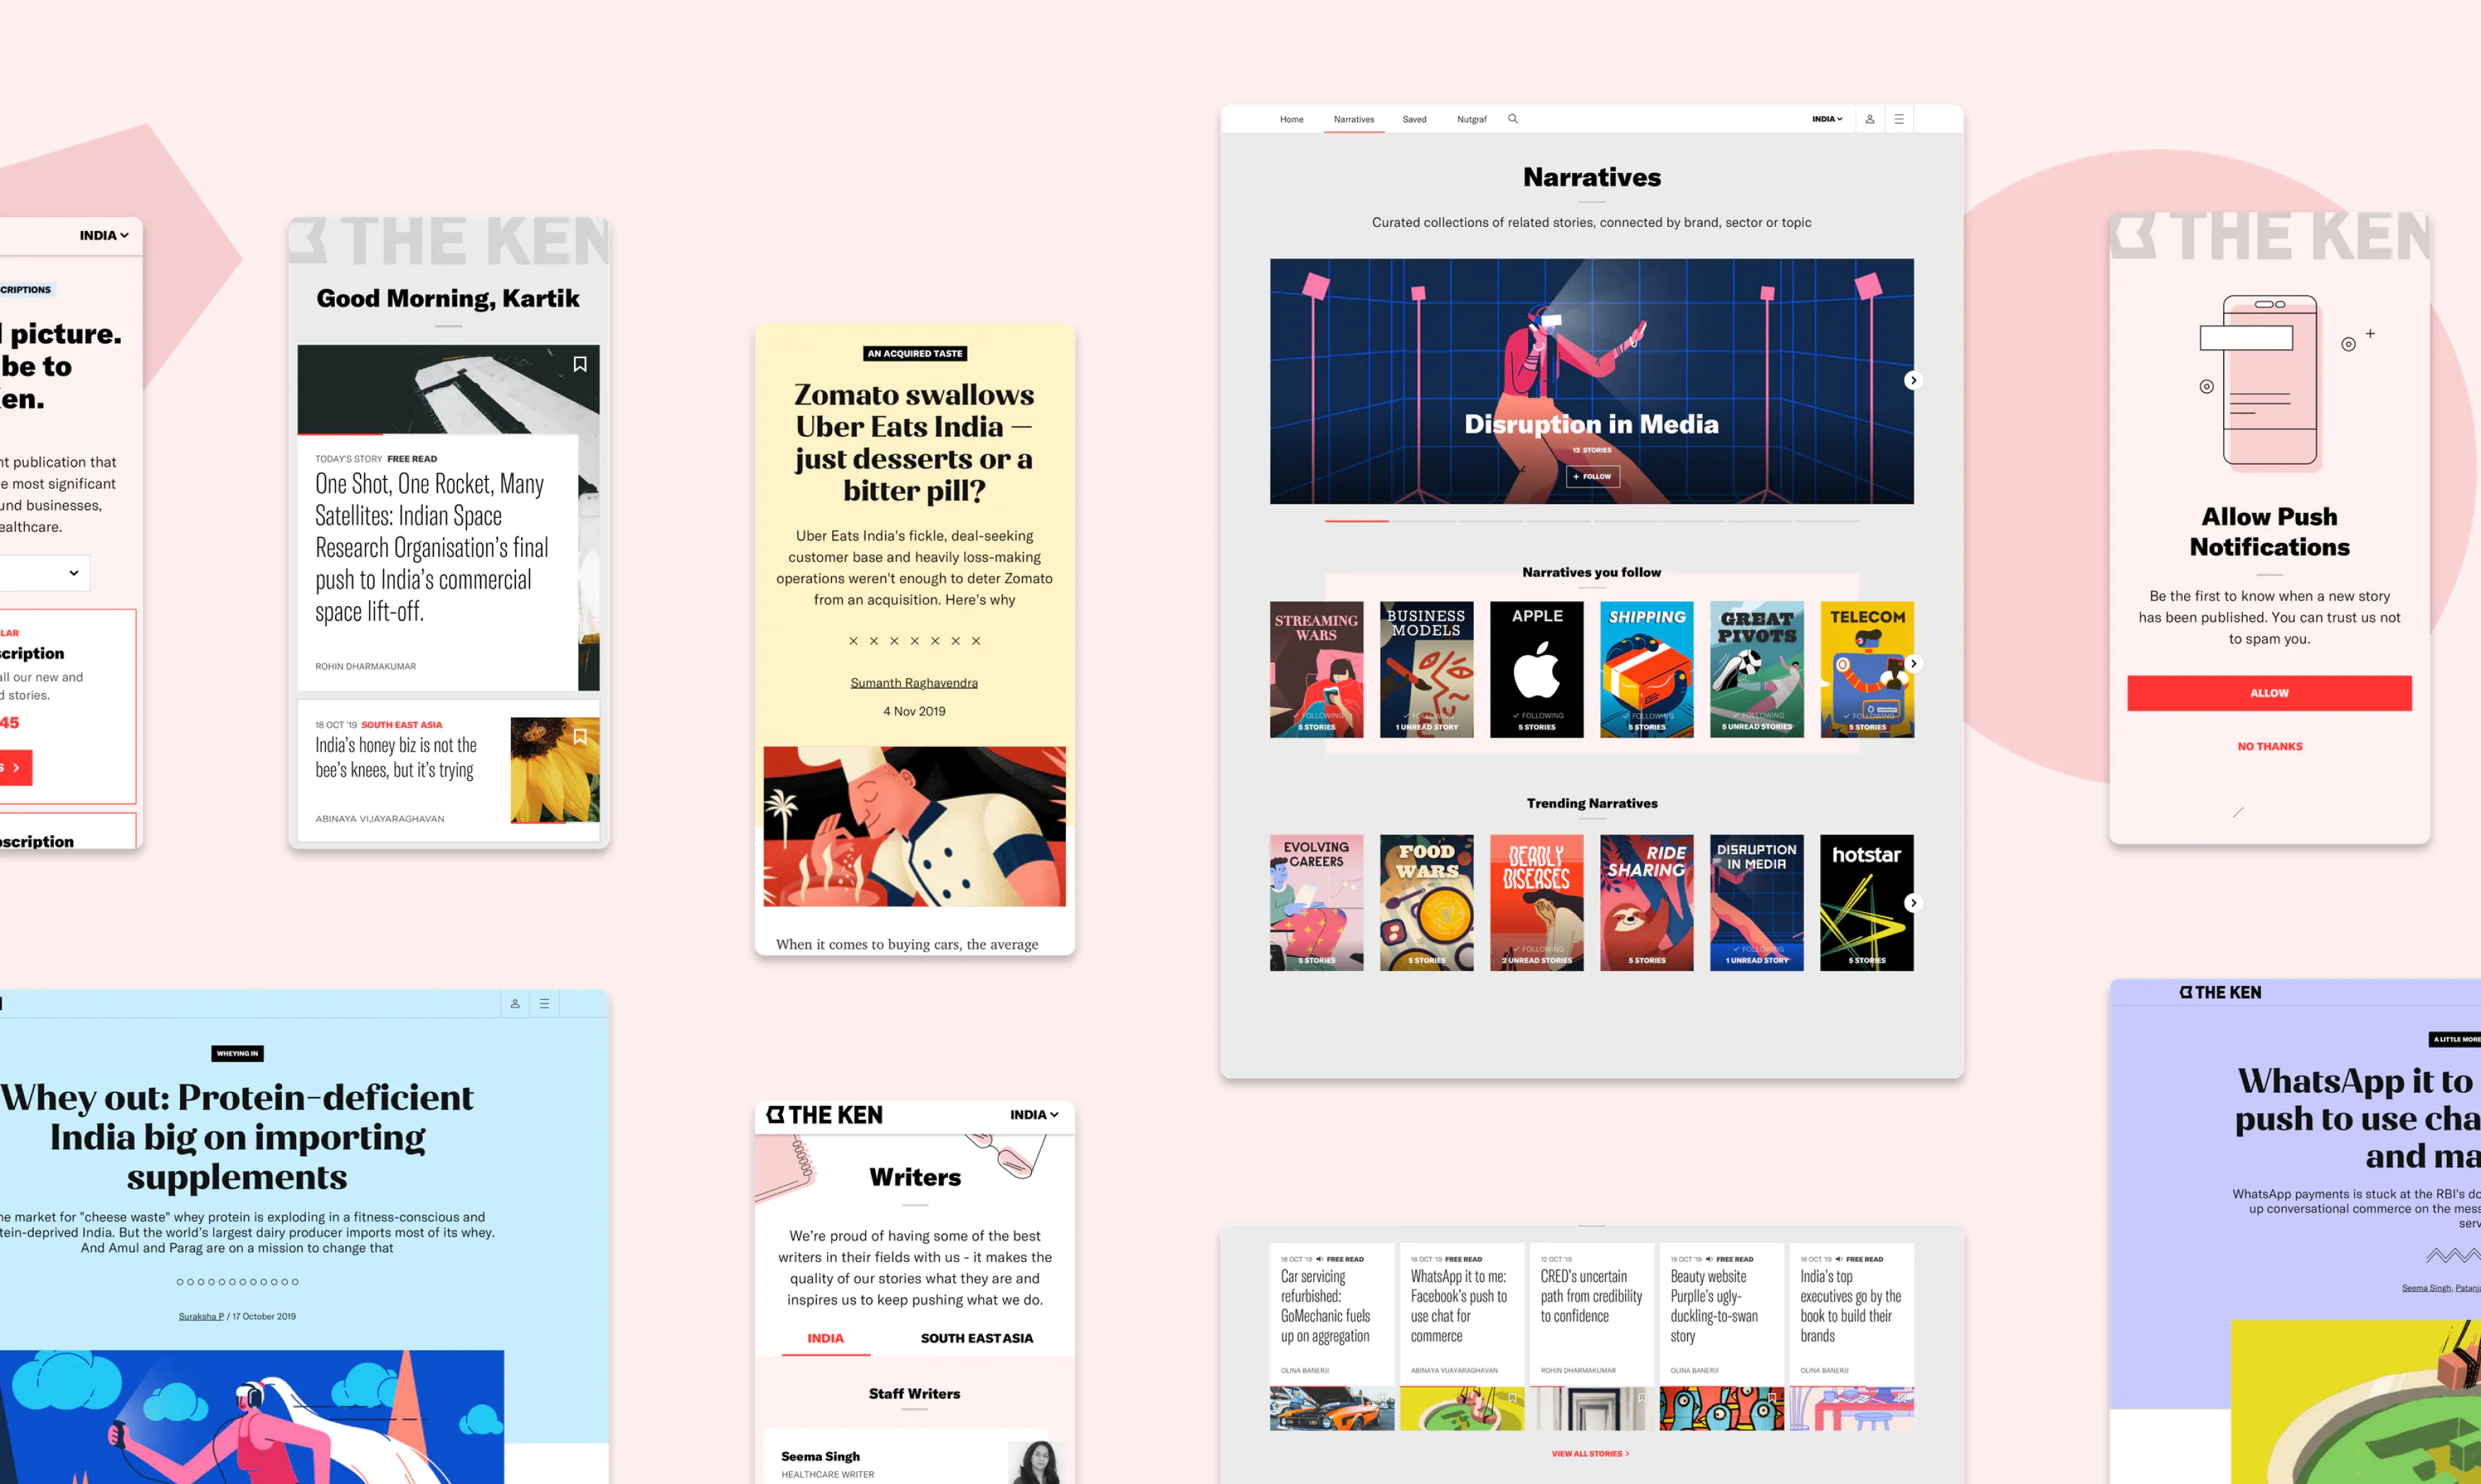 INDIA
CRIPTIONS
picture.
be to
en.
nt publication that
e most significant
und businesses,
ealthcare.
LAR
cription
all our new and
d stories.
45
S
scription
THE KEN
Good Morning, Kartik
TODAY'S STORY FREE READ
One Shot, One Rocket, Many
Satellites: Indian Space
Research Organisation's final
push to India's commercial
space lift-off.
ROHIN DHARMAKUMAR
18 OCT '19 SOUTH EAST ASIA
India's honey biz is not the
bee's knees, but it's trying
ABINAYA VIJAYARAGHAVAN
AN ACQUIRED TASTE
Zomato swallows
Uber Eats India —
just desserts or a
bitter pill?
Uber Eats India's fickle, deal-seeking
customer base and heavily loss-making
operations weren't enough to deter Zomato
from an acquisition. Here's why
Sumanth Raghavendra
4 Nov 2019
When it comes to buying cars, the average
Home Narratives Saved Nutgraf INDIA
Narratives
Curated collections of related stories, connected by brand, sector or topic
Disruption in Media
12 STORIES
+ FOLLOW
Narratives you follow
STREAMING
WARS
FOLLOWING
5 STORIES
BUSINESS
MODELS
FOLLOWING
1 UNREAD STORY
APPLE
FOLLOWING
5 STORIES
SHIPPING
FOLLOWING
5 STORIES
GREAT
PIVOTS
FOLLOWING
5 UNREAD STORIES
TELECOM
FOLLOWING
5 STORIES
Trending Narratives
EVOLVING
CAREERS
5 STORIES
FOOD
WARS
5 STORIES
DEADLY
DISEASES
FOLLOWING
2 UNREAD STORIES
RIDE
SHARING
5 STORIES
DISRUPTION
IN MEDIA
FOLLOWING
1 UNREAD STORY
hotstar
5 STORIES
THE KEN
Allow Push
Notifications
Be the first to know when a new story
has been published. You can trust us not
to spam you.
ALLOW
NO THANKS
WHEYING IN
Whey out: Protein-deficient
India big on importing
supplements
he market for "cheese waste" whey protein is exploding in a fitness-conscious and
tein-deprived India. But the world's largest dairy producer imports most of its whey.
And Amul and Parag are on a mission to change that
Suraksha P / 17 October 2019
THE KEN INDIA
Writers
We're proud of having some of the best
writers in their fields with us - it makes the
quality of our stories what they are and
inspires us to keep pushing what we do.
INDIA SOUTH EAST ASIA
Staff Writers
Seema Singh
HEALTHCARE WRITER
18 OCT '19 FREE READ
Car servicing
refurbished:
GoMechanic fuels
up on aggregation
OLINA BANERJI
16 OCT '19 FREE READ
WhatsApp it to me:
Facebook's push to
use chat for
commerce
ABINAYA VIJAYARAGHAVAN
12 OCT '19
CRED's uncertain
path from credibility
to confidence
ROHIN DHARMAKUMAR
18 OCT '19 FREE READ
Beauty website
Purplle's ugly-
duckling-to-swan
story
OLINA BANERJI
18 OCT '19 FREE READ
India's top
executives go by the
book to build their
brands
OLINA BANERJI
VIEW ALL STORIES
THE KEN
A LITTLE MORE
WhatsApp it to
push to use cha
and ma
WhatsApp payments is stuck at the RBI's do
up conversational commerce on the mess
serv
Seema Singh, Patanj